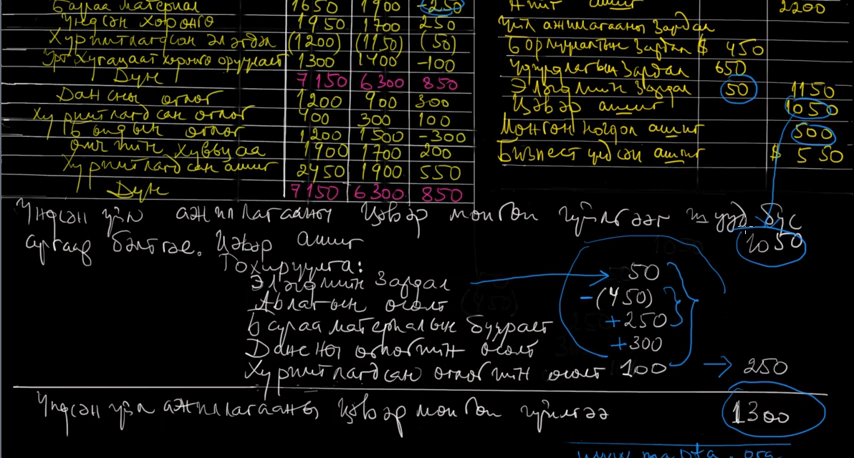 Бараа материал 1650 1900 -250
Үндсэн хөрөнгө 1950 1700 250
Хуримтлагдсан элэгдэл (1200) (1150) (50)
Урт хугацаат хөрөнгө оруулалт 1300 1400 -100
Дүн 7150 6300 850
Дансны өглөг 1200 900 300
Хуримтлагдсан өглөг 400 300 100
Бондын өглөг 1200 1500 -300
Энгийн хувьцаа 1900 1700 200
Хуримтлагдсан ашиг 2450 1900 550
Дүн 7150 6300 850
ашиг 2200
Үйл ажиллагааны зардал
Борлуулалтын зардал $ 450
Удирдлагын зардал 650
Элэгдлийн зардал 50 1150
Цэвэр ашиг 1050
Мөнгөн ногдол ашиг 500
Бизнест үлдсэн ашиг $ 550
Үндсэн үйл ажиллагааны цэвэр мөнгөн гүйлгээг шууд бус
аргаар бэлтгэе. Цэвэр ашиг 1050
Тохируулга:
Элэгдлийн зардал 50
Авлагын өсөлт -(450)
Бараа материалын бууралт +250
Дансны өглөгийн өсөлт +300
Хуримтлагдсан өглөгийн өсөлт 100 → 250
Үндсэн үйл ажиллагааны цэвэр мөнгөн гүйлгээ 1300